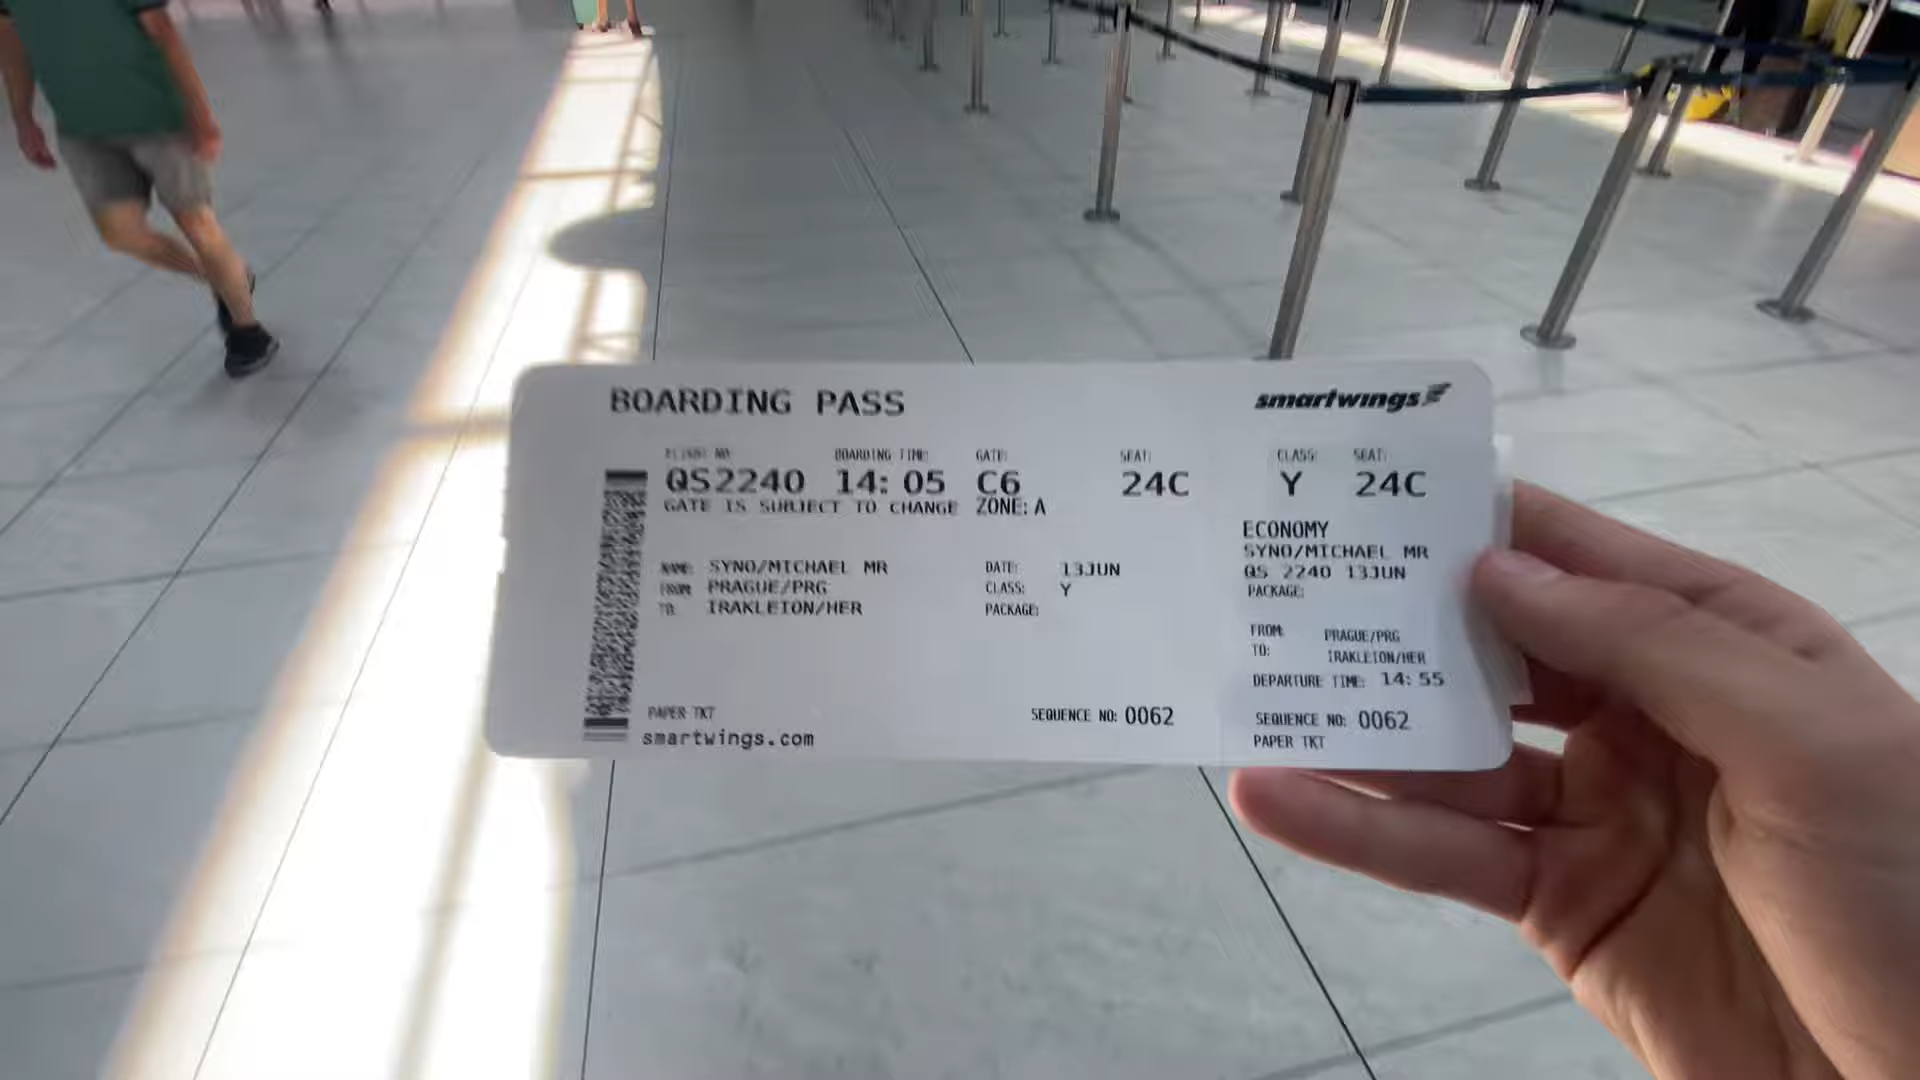 BOARDING PASS
smartwings
FLIGHT NO: BOARDING TIME: GATE: SEAT: CLASS: SEAT:
QS2240 14:05 C6 24C Y 24C
GATE IS SUBJECT TO CHANGE ZONE: A
ECONOMY
SYNO/MICHAEL MR
QS 2240 13JUN
PACKAGE:
NAME: SYNO/MICHAEL MR DATE: 13JUN
FROM: PRAGUE/PRG CLASS: Y
TO: IRAKLEION/HER PACKAGE:
FROM: PRAGUE/PRG
TO: IRAKLEION/HER
DEPARTURE TIME: 14:55
PAPER TKT
smartwings.com
SEQUENCE NO: 0062
SEQUENCE NO: 0062
PAPER TKT